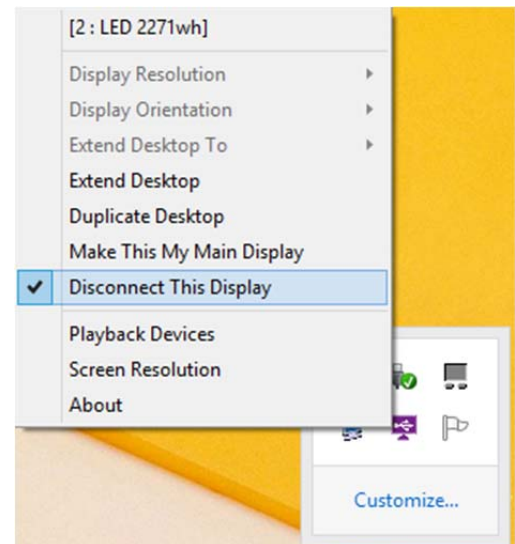 [2 : LED 2271wh]
Display Resolution
Display Orientation
Extend Desktop To
Extend Desktop
Duplicate Desktop
Make This My Main Display
Disconnect This Display
Playback Devices
Screen Resolution
About
Customize...